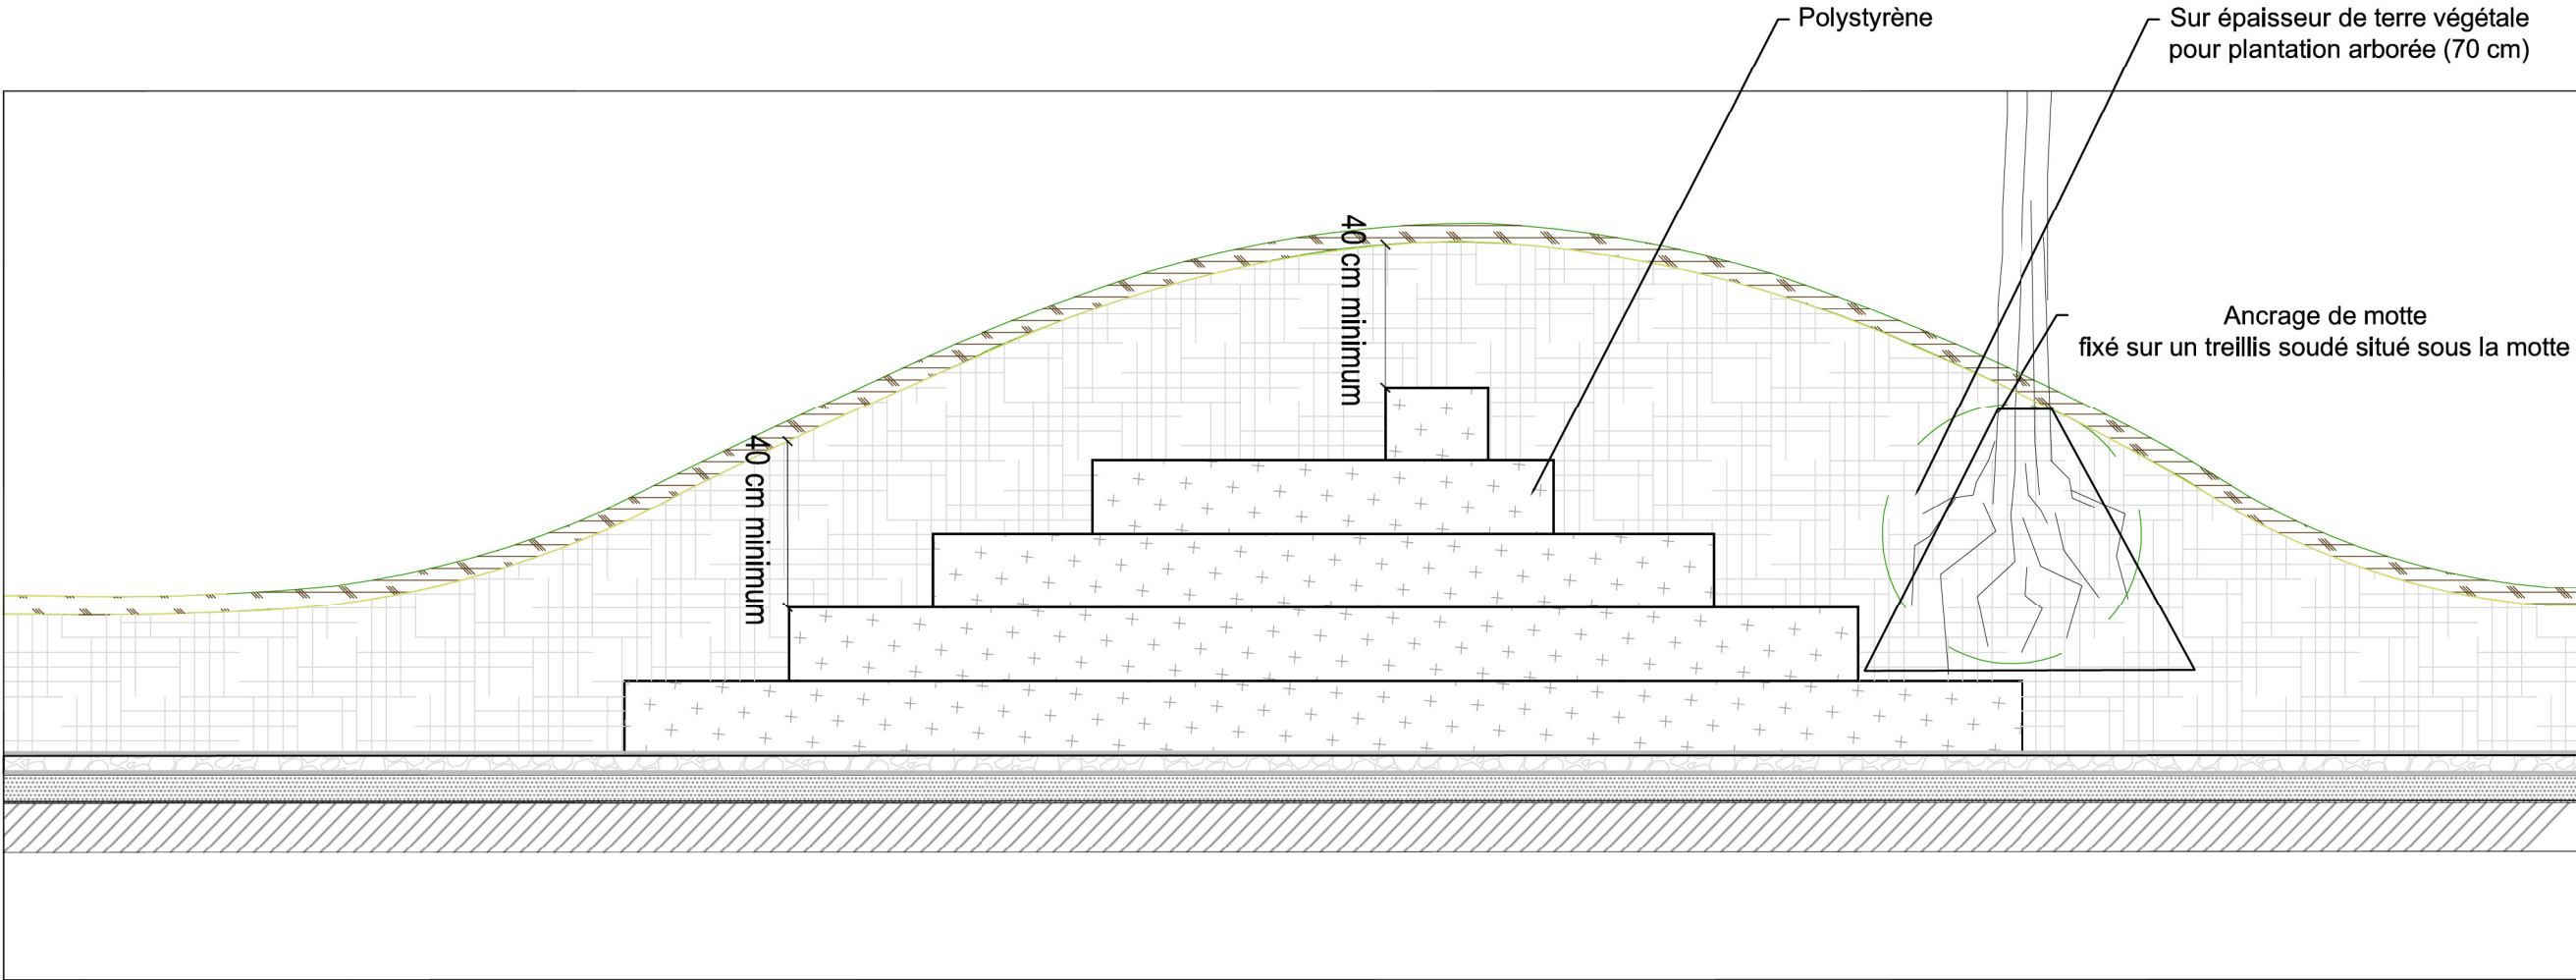 Polystyrène
Sur épaisseur de terre végétale
pour plantation arborée (70 cm)
40 cm minimum
Ancrage de motte
fixé sur un treillis soudé situé sous la motte
40 cm minimum